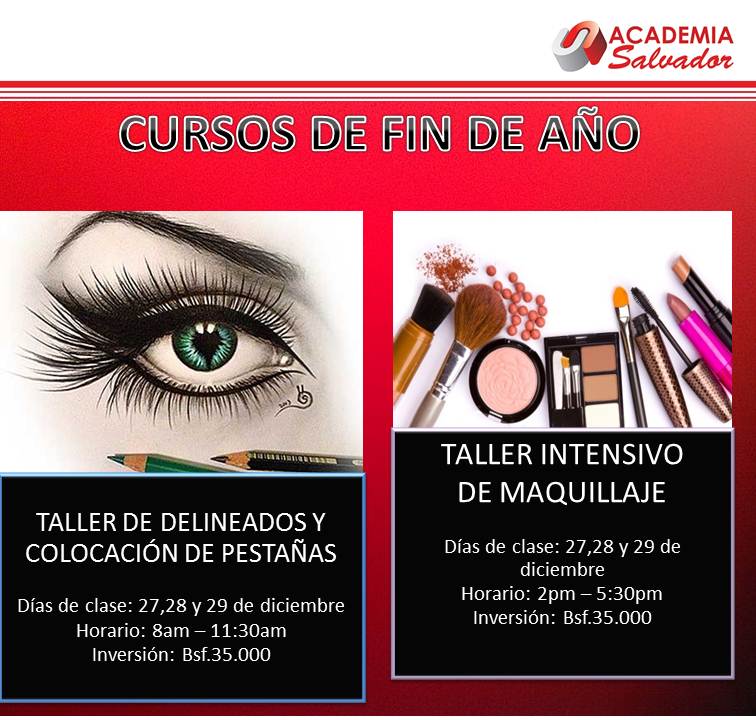 ACADEMIA
Salvador
CURSOS DE FIN DE AÑO
TALLER DE DELINEADOS Y
COLOCACIÓN DE PESTAÑAS
Días de clase: 27,28 y 29 de diciembre
Horario: 8am – 11:30am
Inversión: Bsf.35.000
TALLER INTENSIVO
DE MAQUILLAJE
Días de clase: 27,28 y 29 de
diciembre
Horario: 2pm – 5:30pm
Inversión: Bsf.35.000